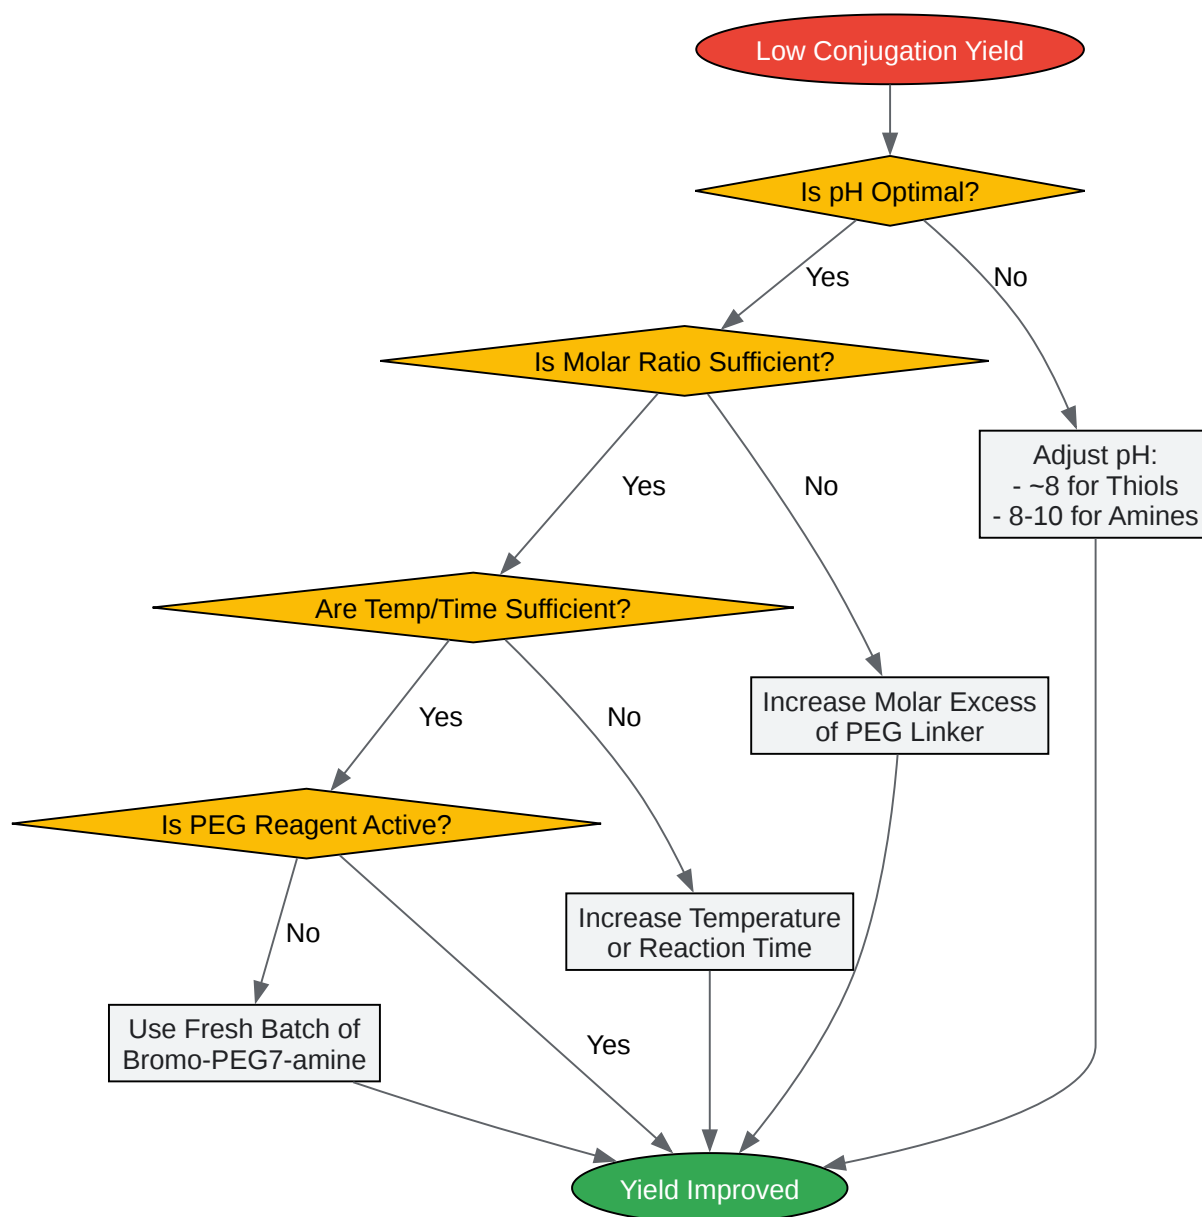 Low Conjugation Yield
Is pH Optimal?
Yes
No
Is Molar Ratio Sufficient?
Adjust pH:
- ~8 for Thiols
- 8-10 for Amines
Yes
No
Are Temp/Time Sufficient?
Increase Molar Excess
of PEG Linker
Yes
No
Is PEG Reagent Active?
Increase Temperature
or Reaction Time
No
Use Fresh Batch of
Bromo-PEG7-amine
Yes
Yield Improved